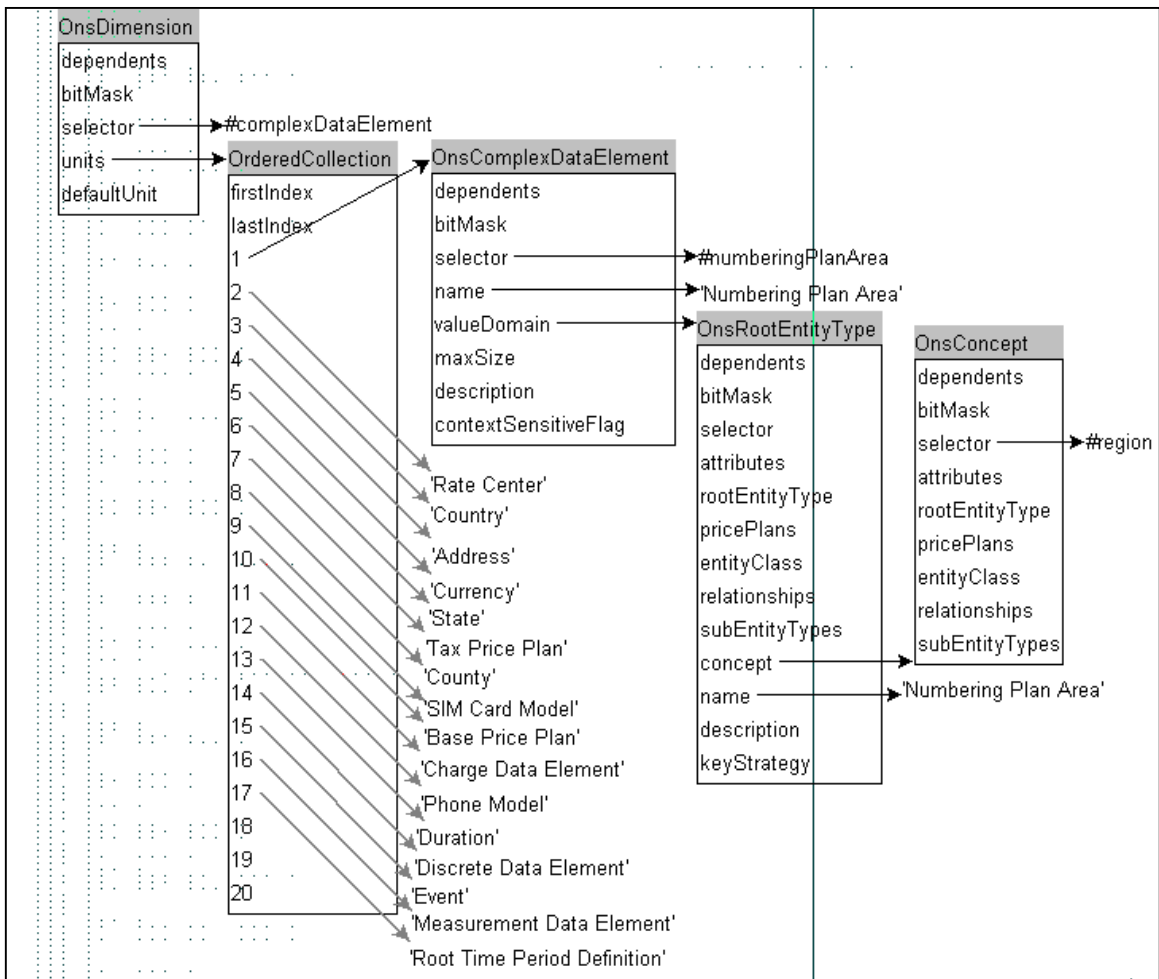 OnsDimension
dependents
bitMask
selector
#complexDataElement
units
defaultUnit
OrderedCollection
firstIndex
lastIndex
1
2
3
4
5
6
7
8
9
10
11
12
13
14
15
16
17
18
19
20
OnsComplexDataElement
dependents
bitMask
selector
#numberingPlanArea
name
'Numbering Plan Area'
valueDomain
maxSize
description
contextSensitiveFlag
'Rate Center'
'Country'
'Address'
'Currency'
'State'
'Tax Price Plan'
'County'
'SIM Card Model'
'Base Price Plan'
'Charge Data Element'
'Phone Model'
'Duration'
'Discrete Data Element'
'Event'
'Measurement Data Element'
'Root Time Period Definition'
OnsRootEntityType
dependents
bitMask
selector
attributes
rootEntityType
pricePlans
entityClass
relationships
subEntityTypes
concept
name
'Numbering Plan Area'
description
keyStrategy
OnsConcept
dependents
bitMask
selector
#region
attributes
rootEntityType
pricePlans
entityClass
relationships
subEntityTypes